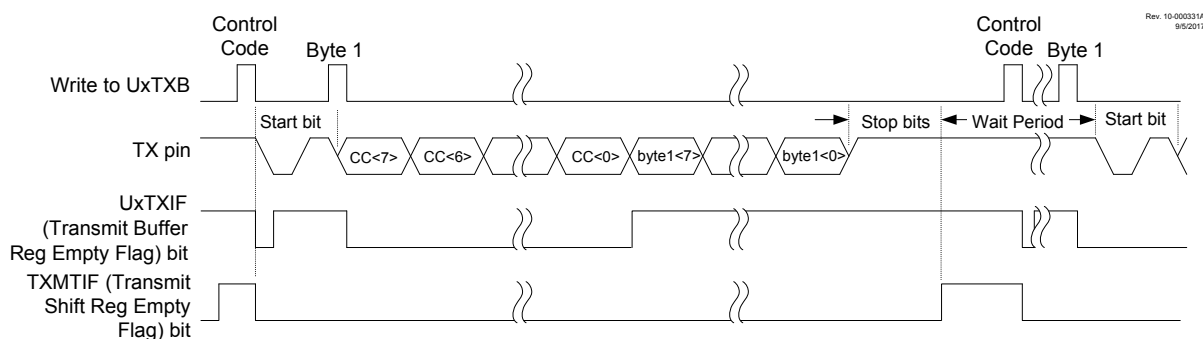 Rev. 10-000331A
9/5/2017
Control
Code
Byte 1
Control
Code
Byte 1
Write to UxTXB
Start bit
Stop bits
Wait Period
Start bit
TX pin
CC<7>
CC<6>
CC<0>
byte1<7>
byte1<0>
UxTXIF
(Transmit Buffer
Reg Empty Flag) bit
TXMTIF (Transmit
Shift Reg Empty
Flag) bit